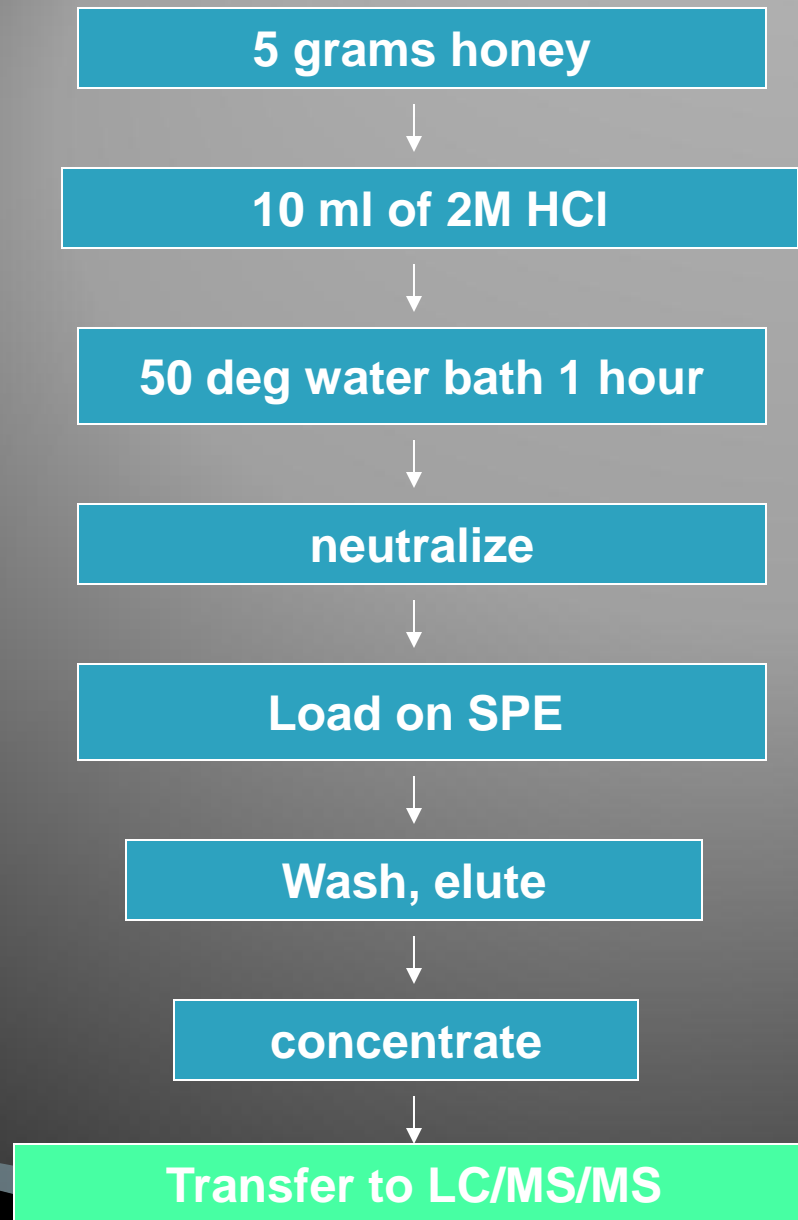 5 grams honey
10 ml of 2M HCl
50 deg water bath 1 hour
neutralize
Load on SPE
Wash, elute
concentrate
Transfer to LC/MS/MS